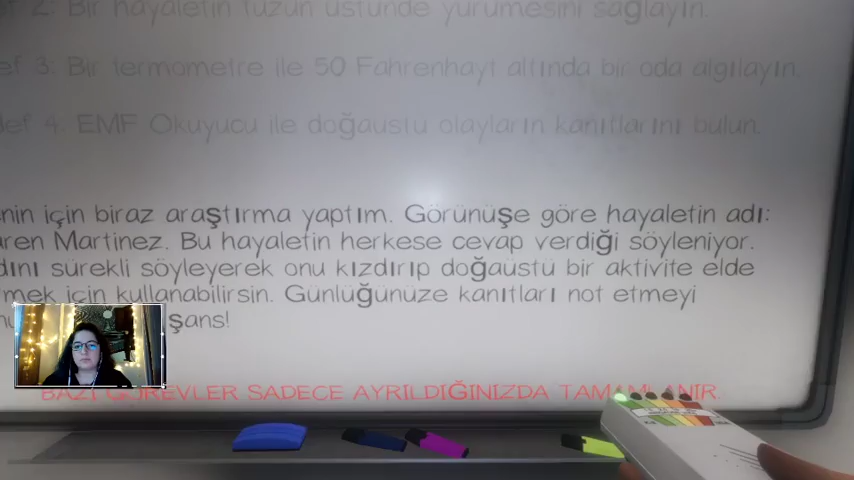 ef 2: Bir hayaletin tuzun üstünde yürümesini sağlayın.
ef 3: Bir termometre ile 50 Fahrenhayt altında bir oda algılayın.
def 4: EMF Okuyucu ile doğaüstü olayların kanıtlarını bulun.
nin için biraz araştırma yaptım. Görünüşe göre hayaletin adı:
aren Martinez. Bu hayaletin herkese cevap verdiği söyleniyor.
dını sürekli söyleyerek onu kızdırıp doğaüstü bir aktivite elde
mek için kullanabilirsin. Günlüğünüze kanıtları not etmeyi
şans!
BAZI GÖREVLER SADECE AYRILDIĞINIZDA TAMAMLANIR.